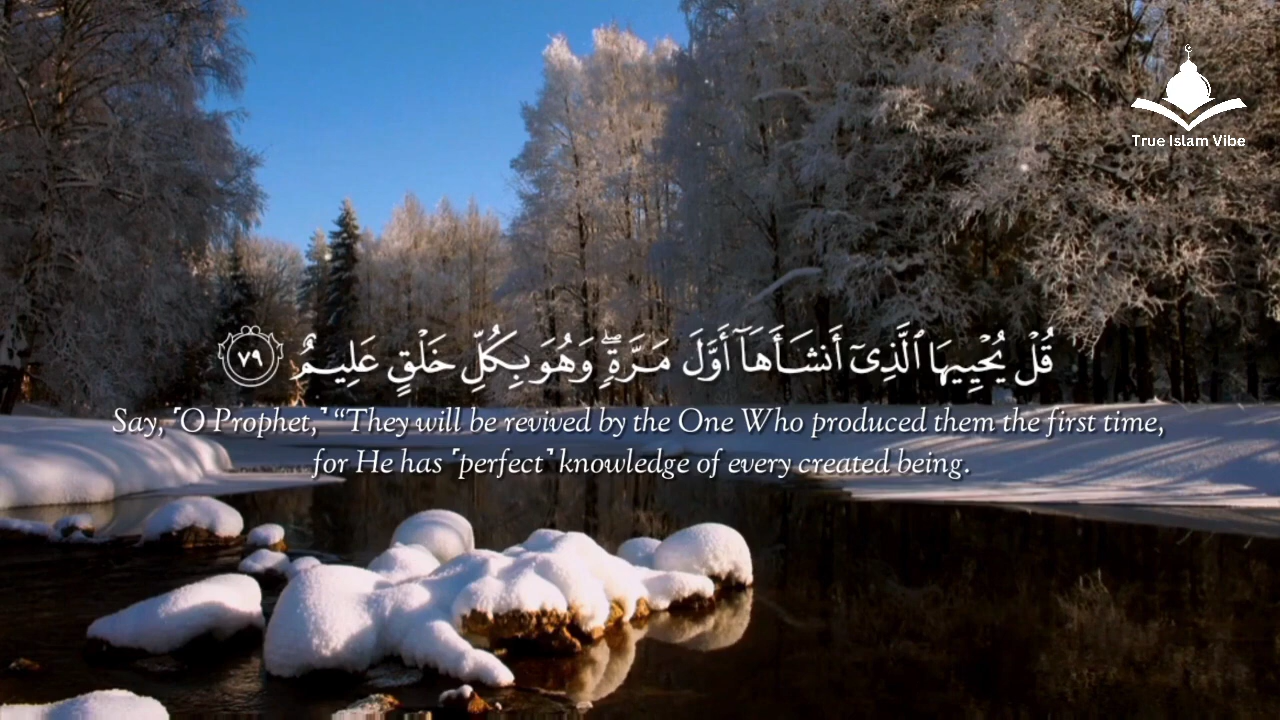 True Islam Vibe
قُلْ يُحْيِيهَا ٱلَّذِىٓ أَنشَأَهَآ أَوَّلَ مَرَّةٍۢ ۖ وَهُوَ بِكُلِّ خَلْقٍ عَلِيمٌ ٧٩
Say, ˹O Prophet,˺ “They will be revived by the One Who produced them the first time,
for He has ˹perfect˺ knowledge of every created being.